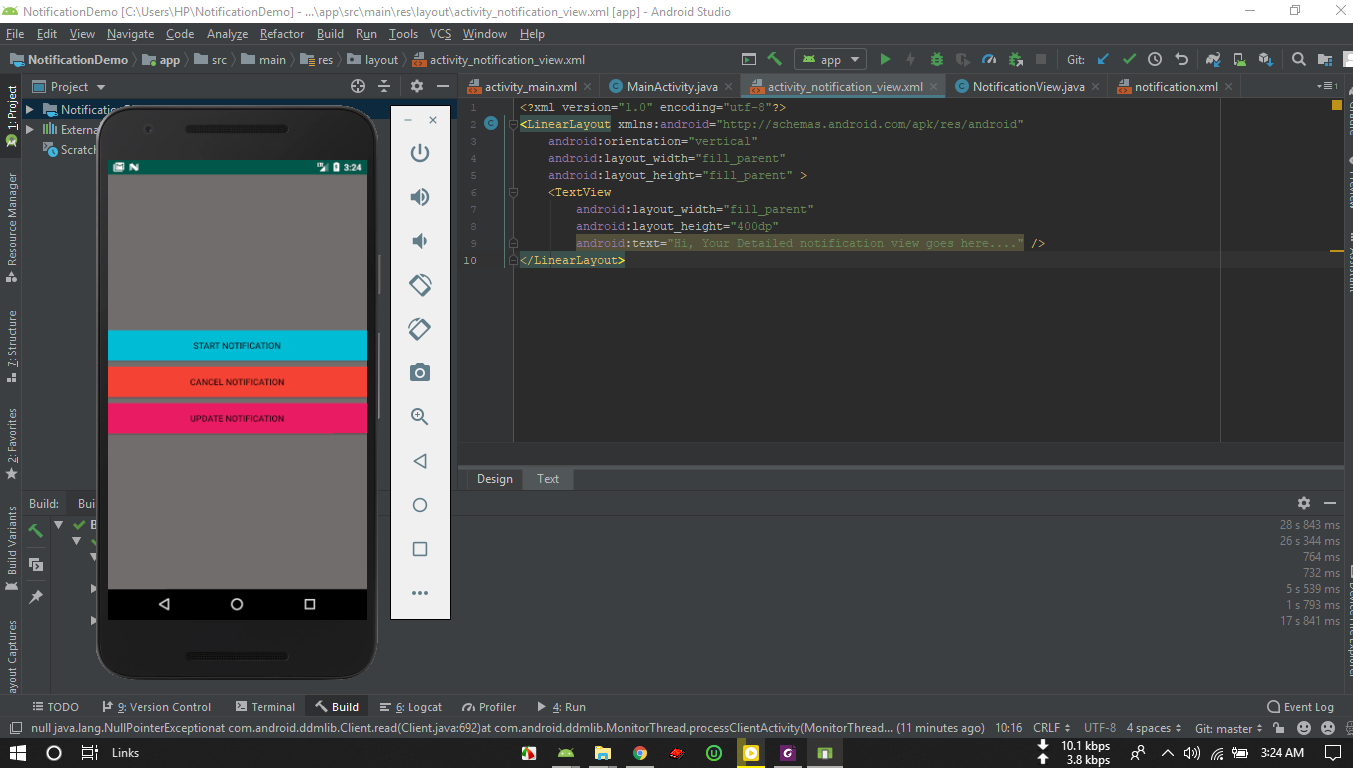 NotificationDemo [C:\Users\HP\NotificationDemo] - ...\app\src\main\res\layout\activity_notification_view.xml [app] - Android Studio
File Edit View Navigate Code Analyze Refactor Build Run Tools VCS Window Help
NotificationDemo app src main res layout activity_notification_view.xml app Git:
Project activity_main.xml MainActivity.java activity_notification_view.xml NotificationView.java notification.xml
1: Project
Resource Manager
7: Structure
2: Favorites
Build Variants
3:24
START NOTIFICATION
CANCEL NOTIFICATION
UPDATE NOTIFICATION
1 <?xml version="1.0" encoding="utf-8"?>
2 <LinearLayout xmlns:android="http://schemas.android.com/apk/res/android"
3 android:orientation="vertical"
4 android:layout_width="fill_parent"
5 android:layout_height="fill_parent" >
6 <TextView
7 android:layout_width="fill_parent"
8 android:layout_height="400dp"
9 android:text="Hi, Your Detailed notification view goes here...." />
10 </LinearLayout>
Design Text
Build:
28 s 843 ms
26 s 344 ms
764 ms
732 ms
5 s 539 ms
1 s 793 ms
17 s 841 ms
TODO 9: Version Control Terminal Build 6: Logcat Profiler 4: Run Event Log
null java.lang.NullPointerExceptionat com.android.ddmlib.Client.read(Client.java:692)at com.android.ddmlib.MonitorThread.processClientActivity(MonitorThread... (11 minutes ago) 10:16 CRLF UTF-8 4 spaces Git: master
Links 10.1 kbps 3.8 kbps 3:24 AM